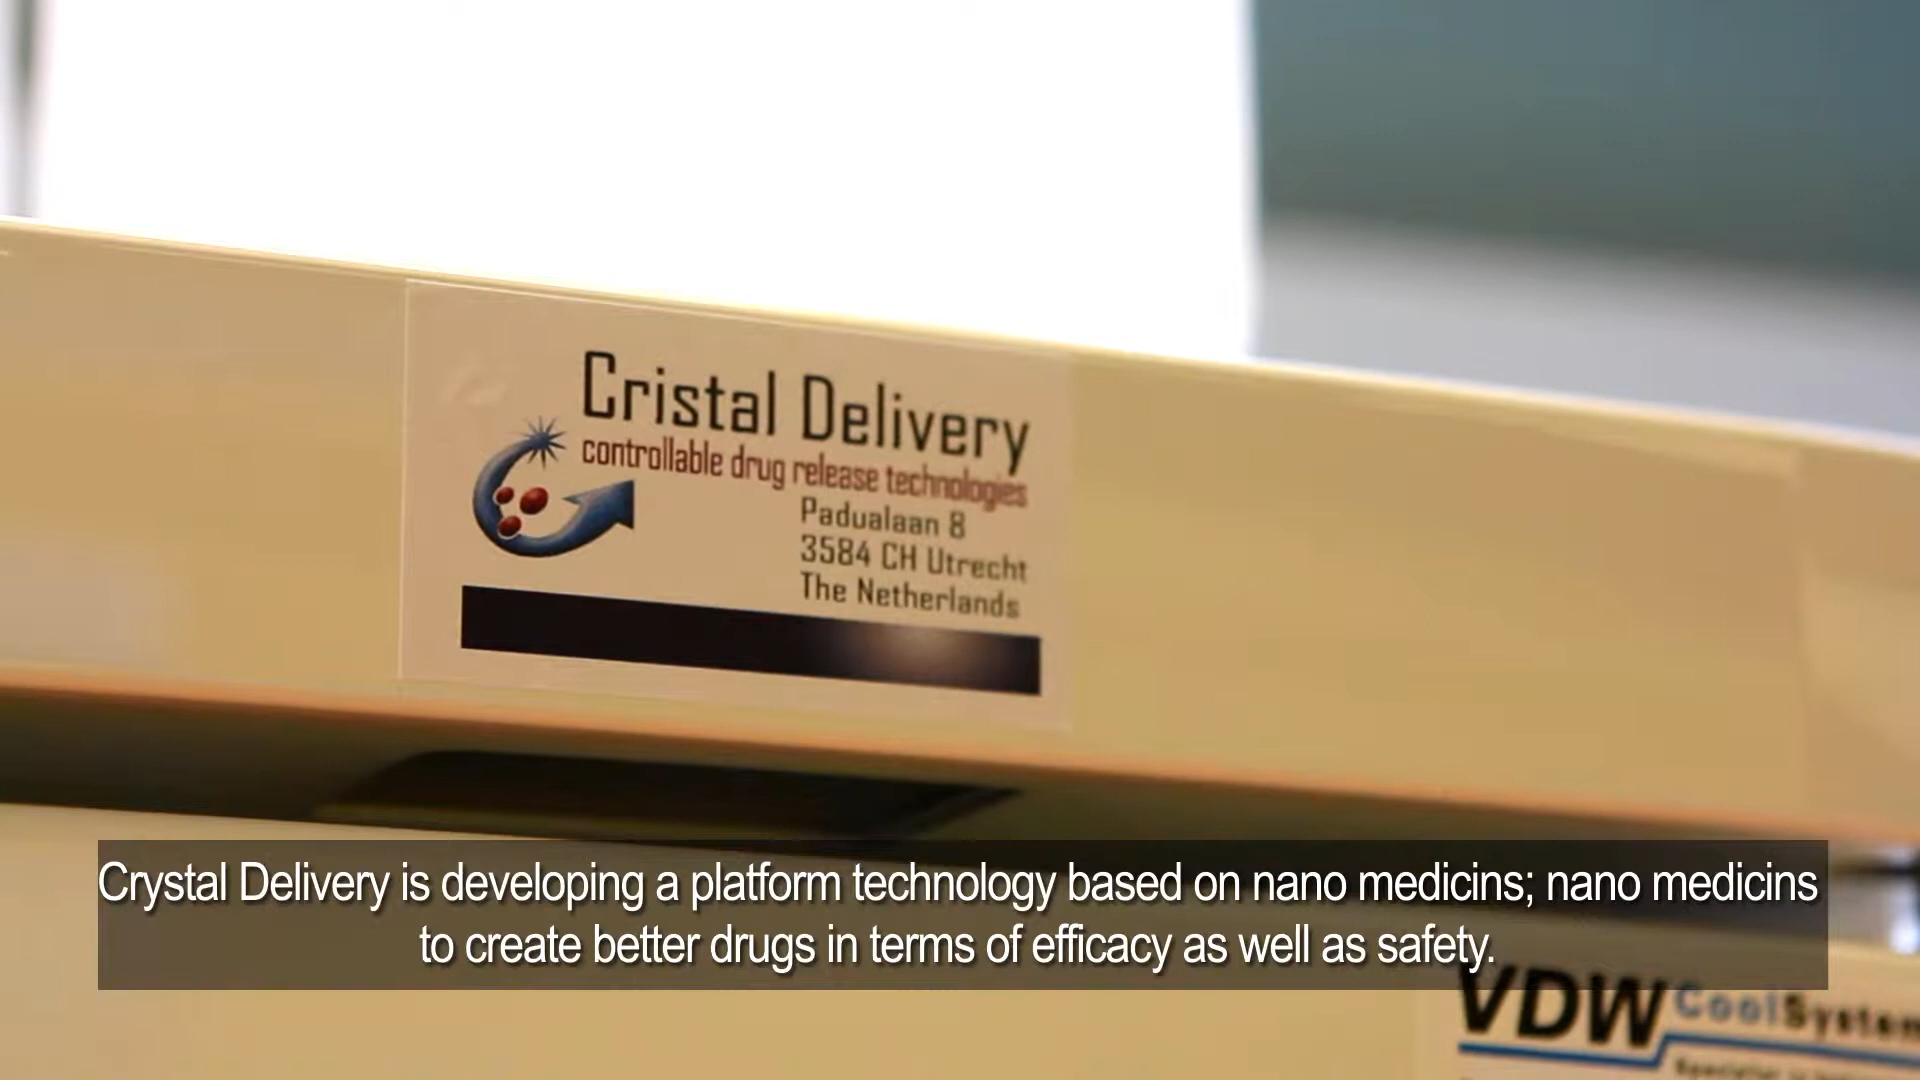 Cristal Delivery
controllable drug release technologies
Padualaan 8
3584 CH Utrecht
The Netherlands
Crystal Delivery is developing a platform technology based on nano medicins; nano medicins
to create better drugs in terms of efficacy as well as safety.
VDW CoolSystem